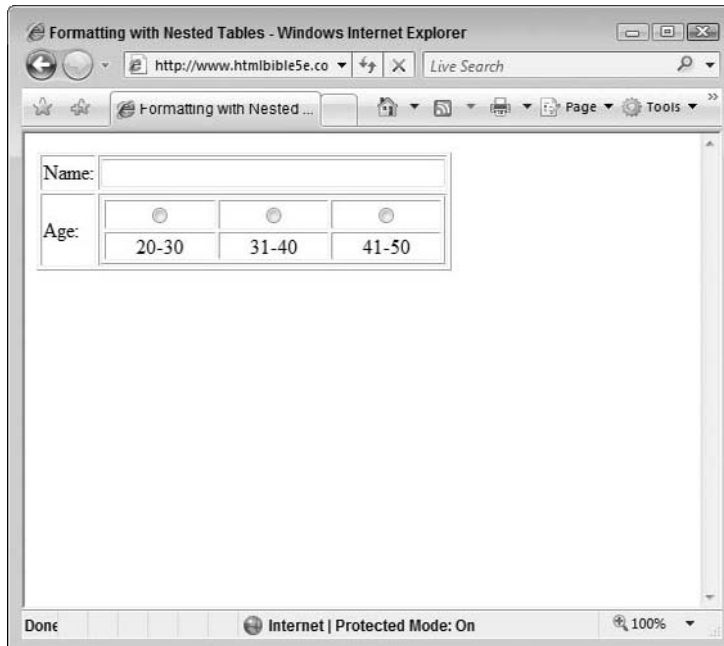 Formatting with Nested Tables - Windows Internet Explorer
http://www.htmlbible5e.co
Live Search
Formatting with Nested ...
Page
Tools
Name:
Age:
20-30 31-40 41-50
Done
Internet | Protected Mode: On
100%